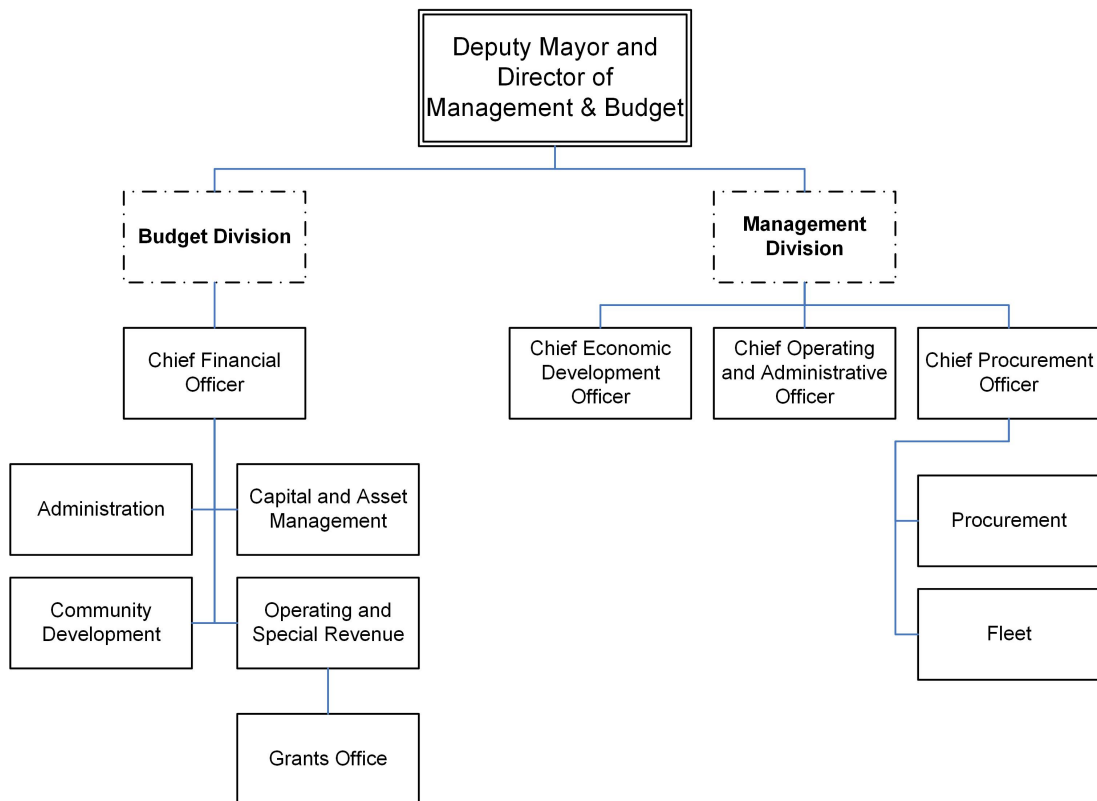 Deputy Mayor and
Director of
Management & Budget
Budget Division
Management
Division
Chief Financial
Officer
Chief Economic
Development
Officer
Chief Operating
and Administrative
Officer
Chief Procurement
Officer
Administration
Capital and Asset
Management
Procurement
Community
Development
Operating and
Special Revenue
Fleet
Grants Office